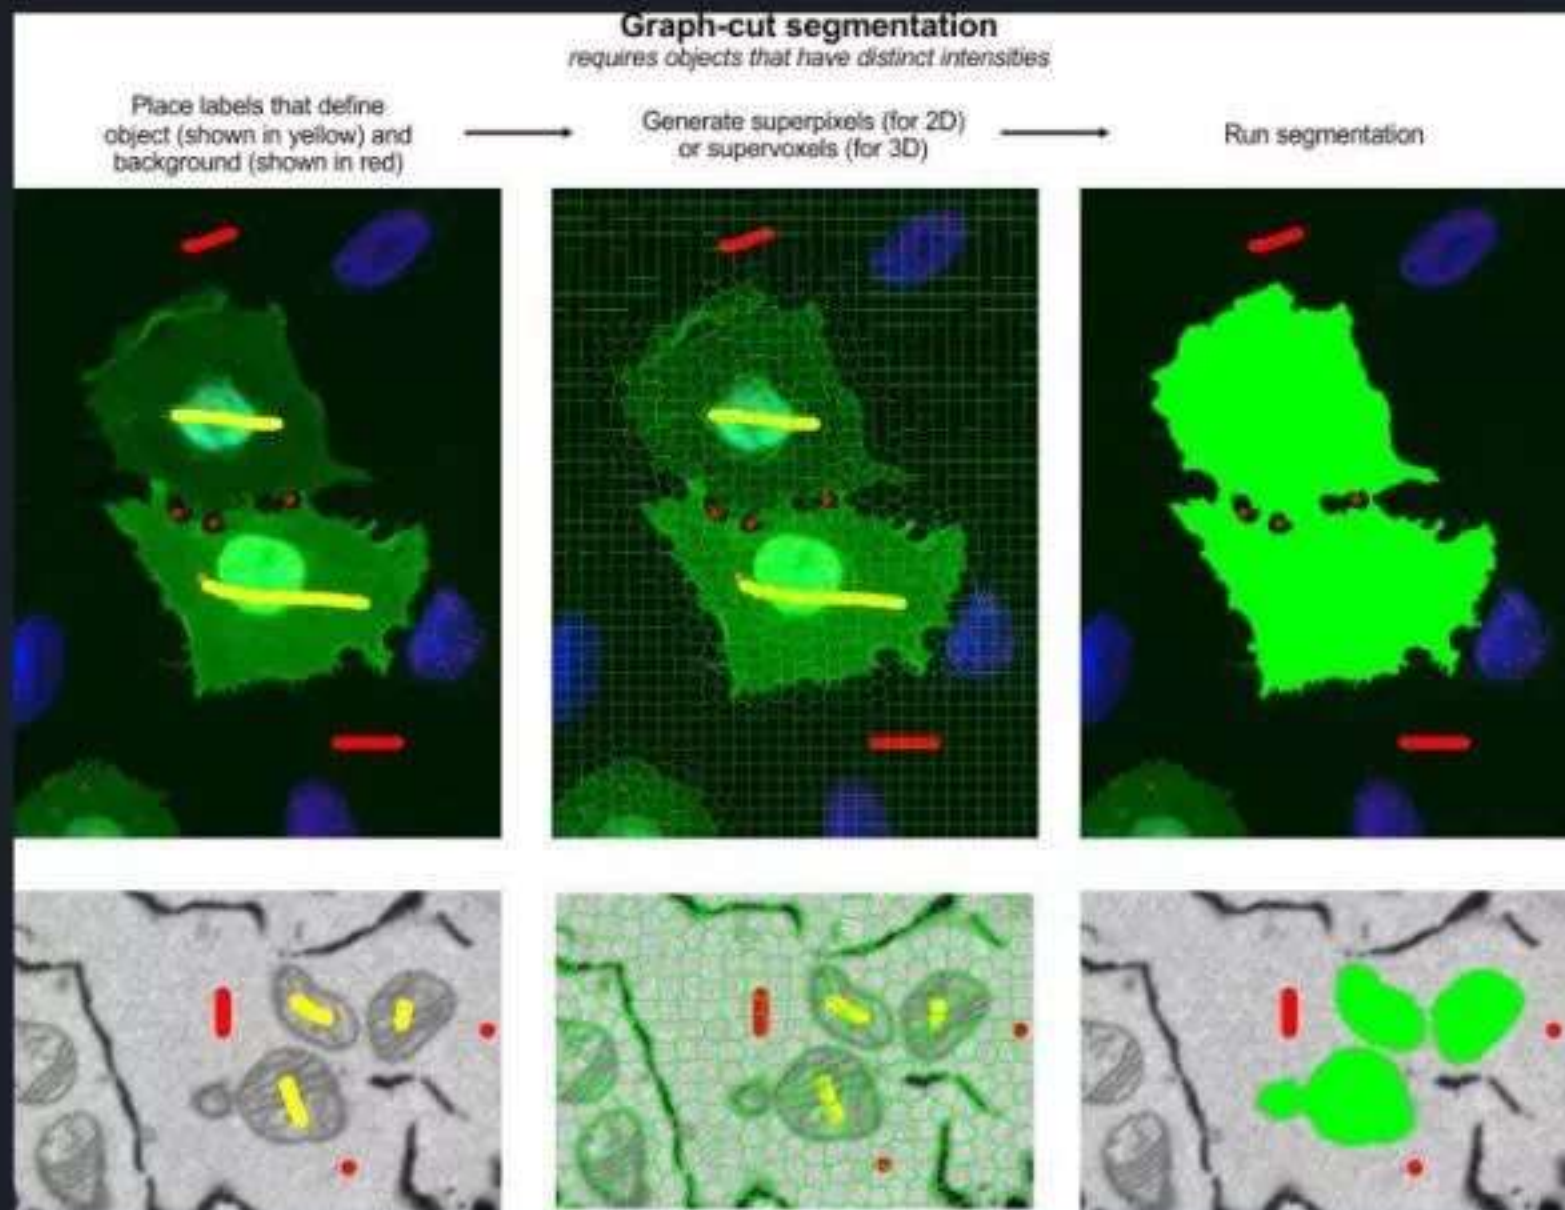 Graph-cut segmentation
requires objects that have distinct intensities
Place labels that define
object (shown in yellow) and
background (shown in red)
Generate superpixels (for 2D)
or supervoxels (for 3D)
Run segmentation